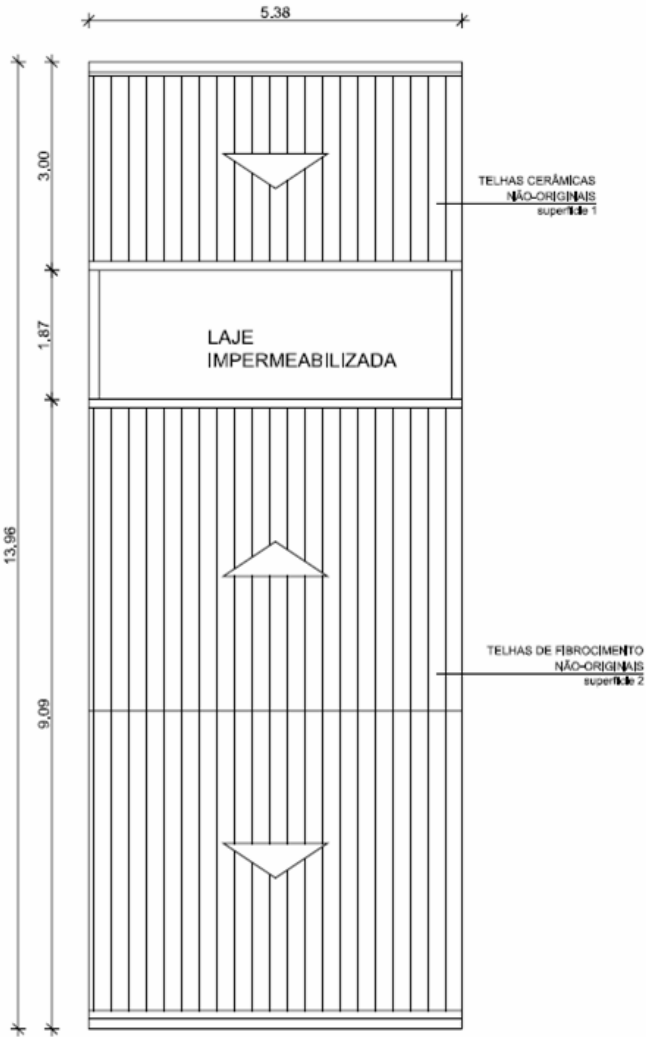 5.38
3,00
TELHAS CERÂMICAS
NÃO-ORIGINAIS
superfície 1
1,87
LAJE
IMPERMEABILIZADA
13,96
9,09
TELHAS DE FIBROCIMENTO
NÃO-ORIGINAIS
superfície 2